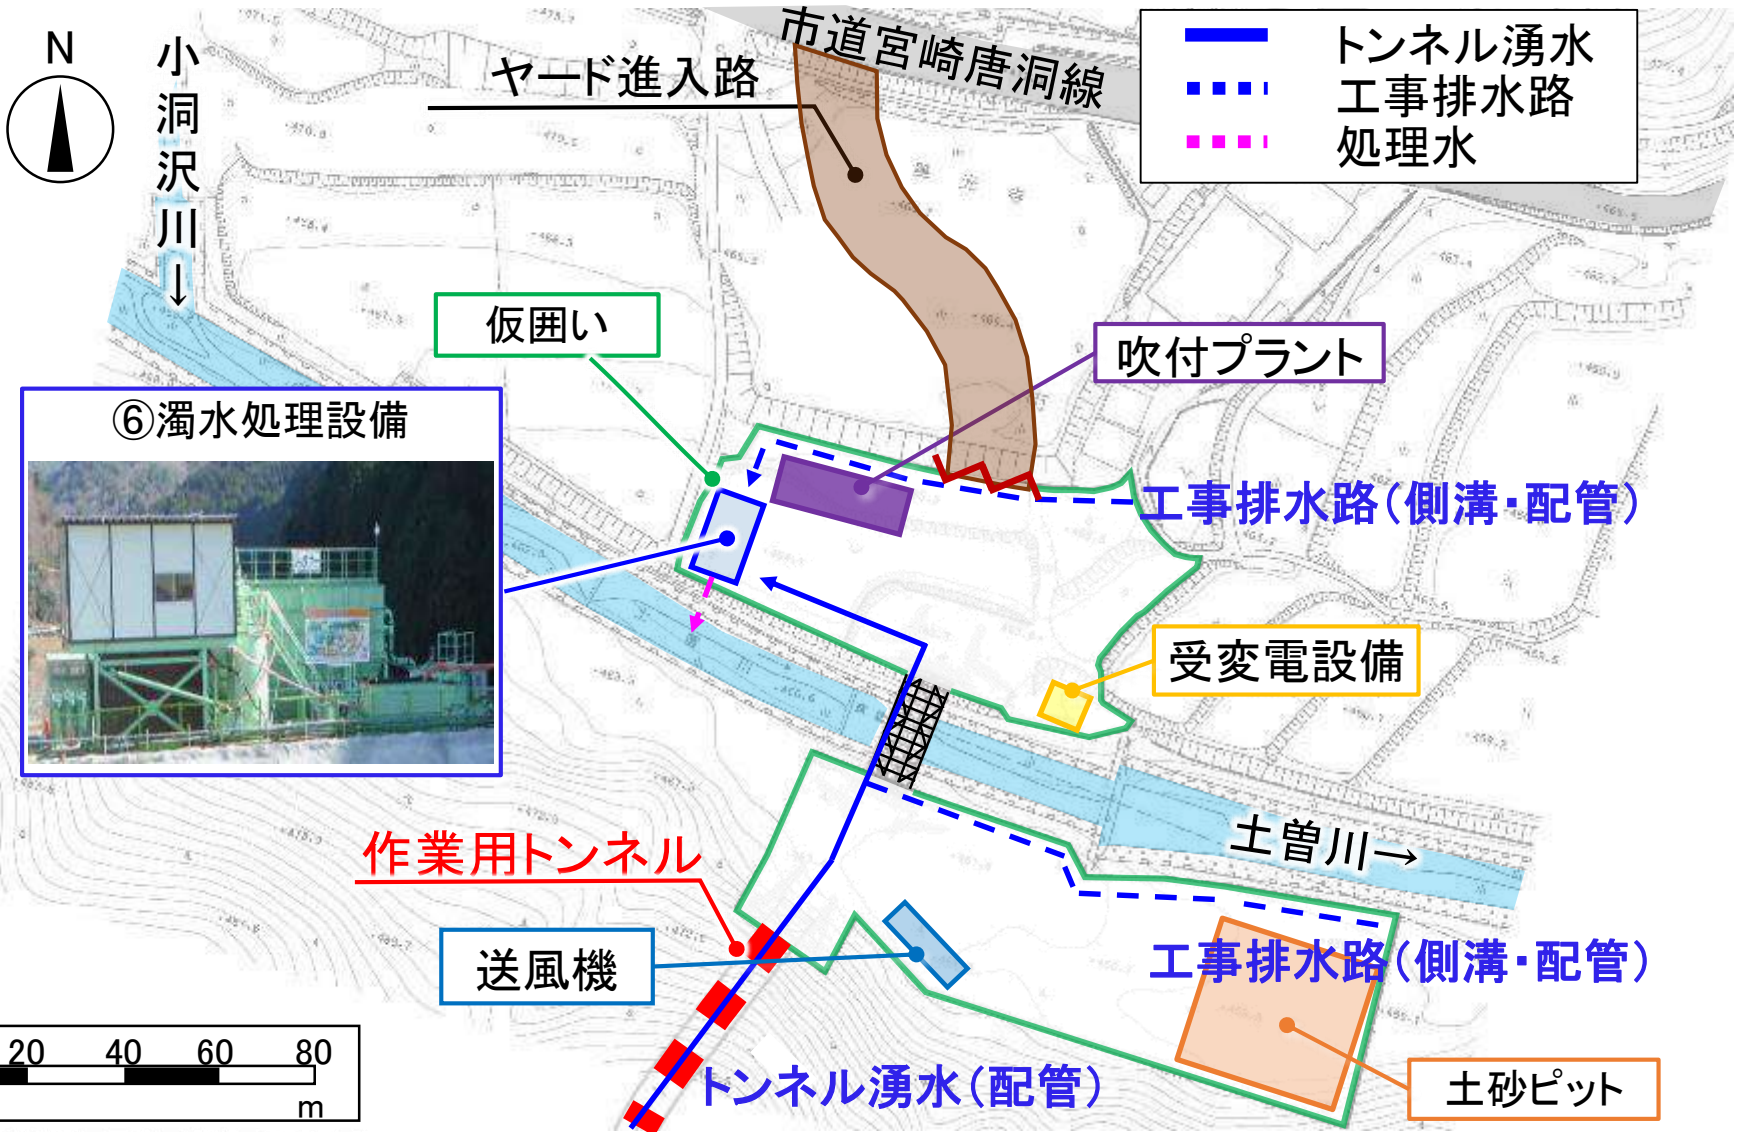 市道宮崎唐洞線
トンネル湧水
工事排水路
処理水
N
小洞沢川→
ヤード進入路
仮囲い
吹付プラント
⑥濁水処理設備
工事排水路(側溝・配管)
受変電設備
土曽川→
作業用トンネル
送風機
工事排水路(側溝・配管)
トンネル湧水(配管)
土砂ピット
20 40 60 80
m